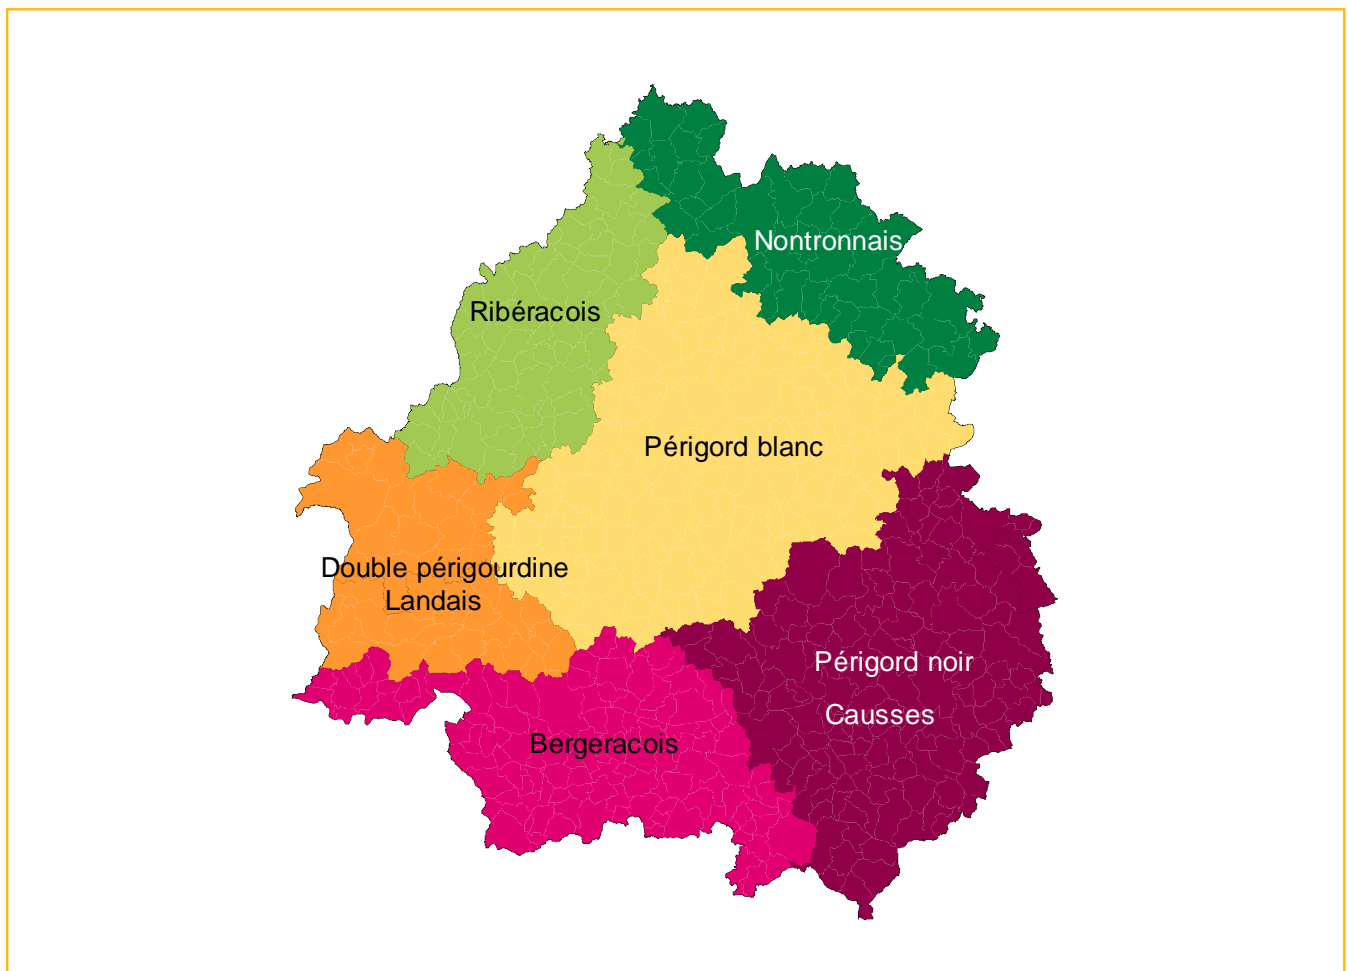 Nontronnais
Ribéracois
Périgord blanc
Double périgourdine
Landais
Périgord noir
Causses
Bergeracois